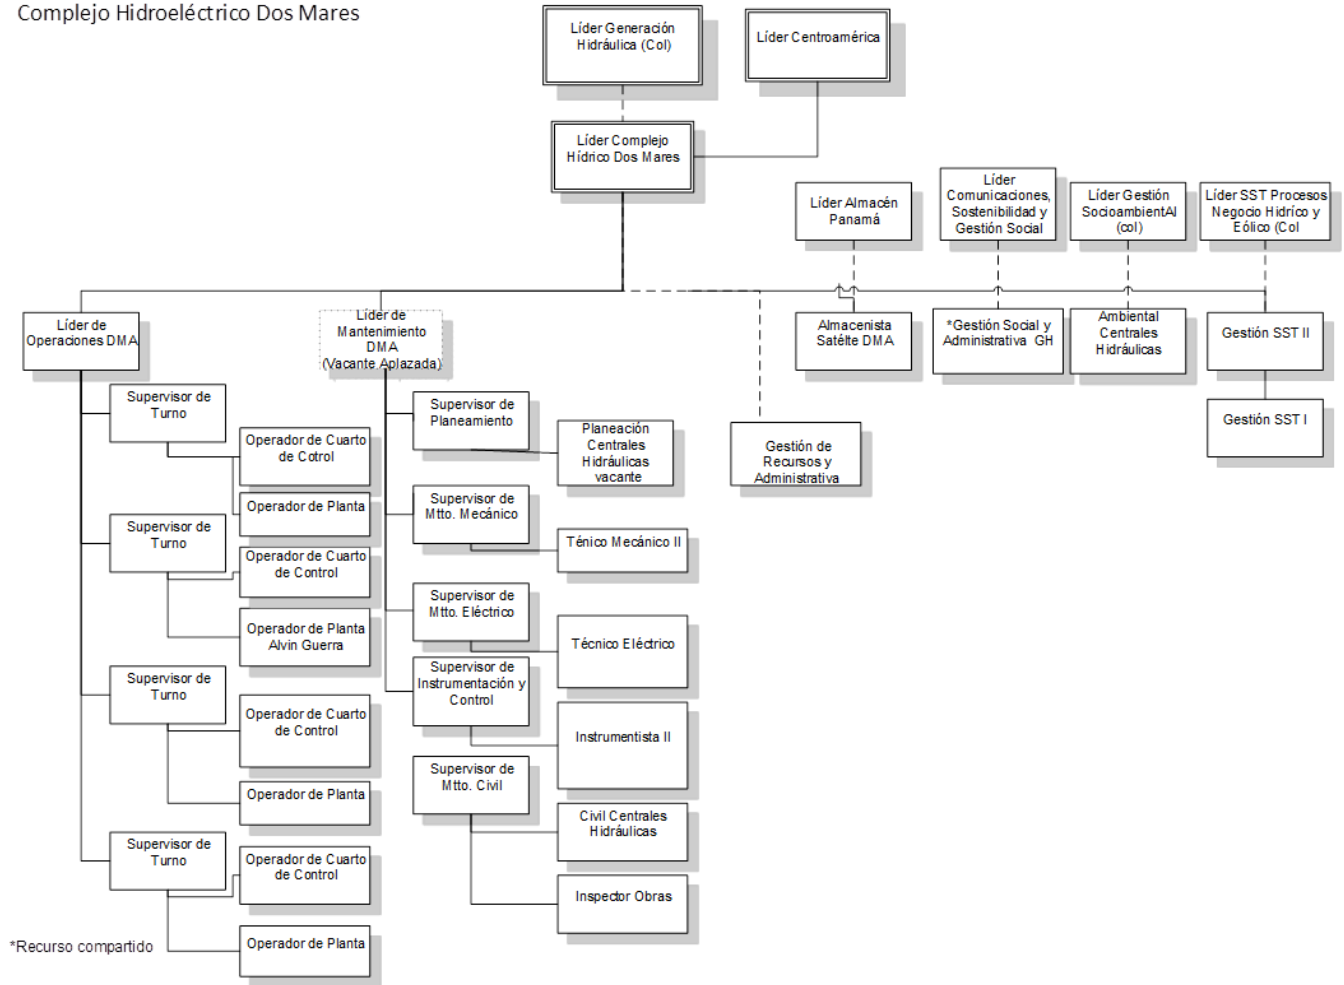 Complejo Hidroeléctrico Dos Mares
Líder Generación
Hidráulica (Col)
Líder Centroamérica
Líder Complejo
Hídrico Dos Mares
Líder Almacén
Panamá
Líder
Comunicaciones,
Sostenibilidad y
Gestión Social
Líder Gestión
SocioambientAl
(col)
Líder SST Procesos
Negocio Hidríco y
Eólico (Col
Líder de
Operaciones DMA
Líder de
Mantenimiento
DMA
(Vacante Aplazada)
Almacenista
Satélte DMA
*Gestión Social y
Administrativa GH
Ambiental
Centrales
Hidráulicas
Gestión SST II
Gestión SST I
Gestión de
Recursos y
Administrativa
Supervisor de
Turno
Operador de Cuarto
de Cotrol
Operador de Planta
Supervisor de
Turno
Operador de Cuarto
de Control
Operador de Planta
Alvin Guerra
Supervisor de
Turno
Operador de Cuarto
de Control
Operador de Planta
Supervisor de
Turno
Operador de Cuarto
de Control
Operador de Planta
Supervisor de
Planeamiento
Planeación
Centrales
Hidráulicas
vacante
Supervisor de
Mtto. Mecánico
Ténico Mecánico II
Supervisor de
Mtto. Eléctrico
Técnico Eléctrico
Supervisor de
Instrumentación y
Control
Instrumentista II
Supervisor de
Mtto. Civil
Civil Centrales
Hidráulicas
Inspector Obras
*Recurso compartido